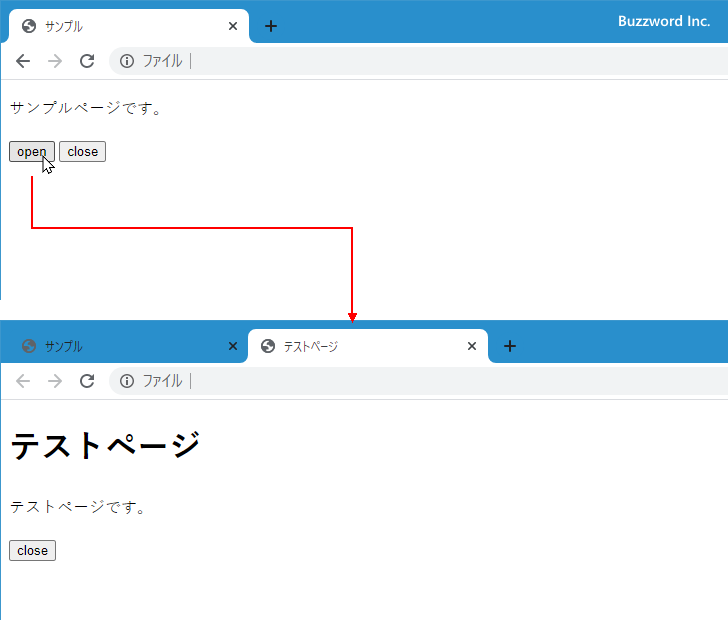 サンプル
Buzzword Inc.
ファイル
サンプルページです。
open close
サンプル テストページ
ファイル
テストページ
テストページです。
close